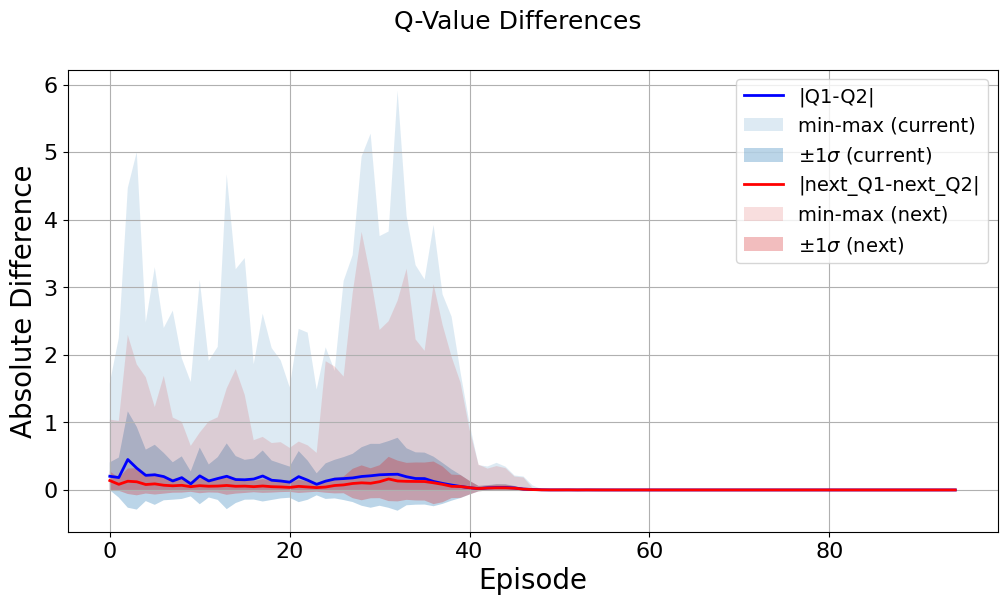 Q-Value Differences
Absolute Difference
6
5
4
3
2
1
0
|Q1-Q2|
min-max (current)
±1σ (current)
|next_Q1-next_Q2|
min-max (next)
±1σ (next)
0 20 40 60 80
Episode